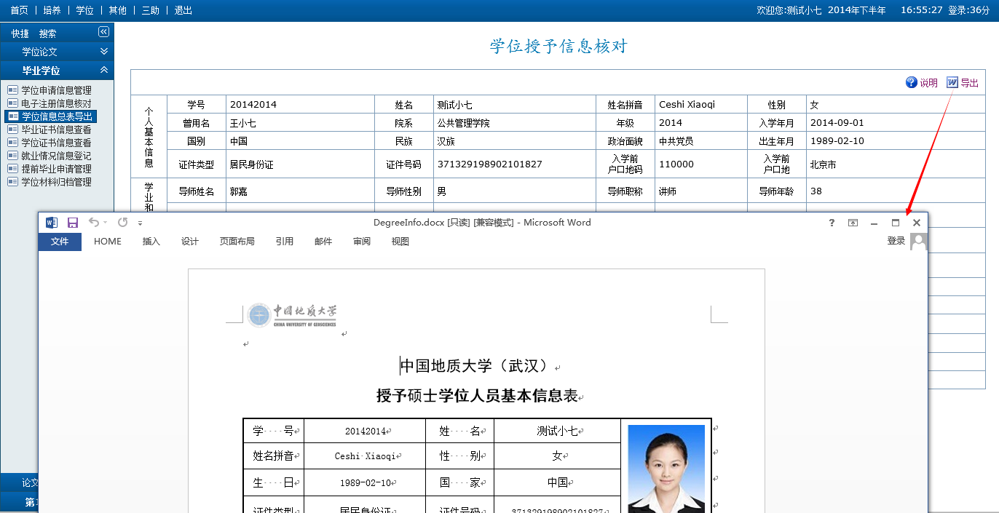 首页 | 培养 | 学位 | 其他 | 三助 | 退出 欢迎您:测试小七 2014年下半年 16:55:27 登录:36分
快捷 搜索
学位论文
毕业学位
学位申请信息管理
电子注册信息核对
学位信息总表导出
毕业证书信息查看
学位证书信息查看
就业情况信息登记
提前毕业申请管理
学位材料归档管理
论文
第
学位授予信息核对
说明 导出
个人基本信息
学号 20142014 姓名 测试小七 姓名拼音 Ceshi Xiaoqi 性别 女
曾用名 王小七 院系 公共管理学院 年级 2014 入学年月 2014-09-01
国别 中国 民族 汉族 政治面貌 中共党员 出生年月 1989-02-10
证件类型 居民身份证 证件号码 371329198902101827 入学前户口地码 110000 入学前户口地 北京市
学业和
导师姓名 郭嘉 导师性别 男 导师职称 讲师 导师年龄 38
DegreeInfo.docx [只读] [兼容模式] - Microsoft Word
文件 HOME 插入 设计 页面布局 引用 邮件 审阅 视图 登录
中国地质大学
CHINA UNIVERSITY OF GEOSCIENCES
中国地质大学（武汉）
授予硕士学位人员基本信息表
学····号 20142014 姓····名 测试小七
姓名拼音 Ceshi·Xiaoqi 性····别 女
生····日 1989-02-10 国····家 中国
证件类型 居民身份证 证件号码 371329198902101827